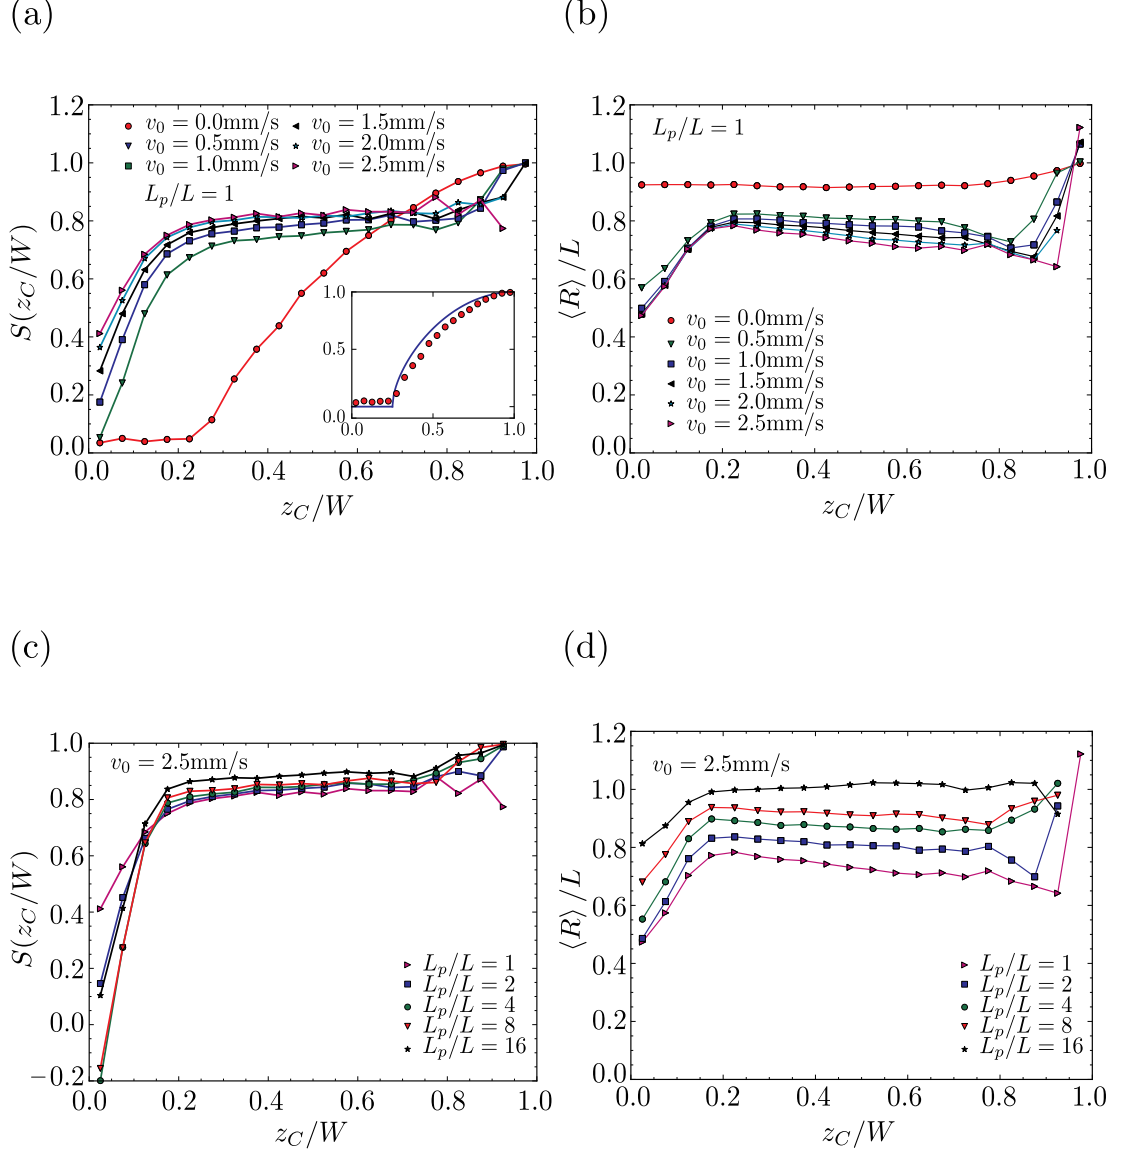 (a)
(b)
1.2
1.0
0.8
0.6
0.4
0.2
0.0
S(z_C/W)
v_0 = 0.0mm/s
v_0 = 0.5mm/s
v_0 = 1.0mm/s
v_0 = 1.5mm/s
v_0 = 2.0mm/s
v_0 = 2.5mm/s
L_p/L = 1
1.0
0.5
0.0
0.0 0.5 1.0
0.0 0.2 0.4 0.6 0.8 1.0
z_C/W
1.2
1.0
0.8
0.6
0.4
0.2
0.0
⟨R⟩/L
L_p/L = 1
v_0 = 0.0mm/s
v_0 = 0.5mm/s
v_0 = 1.0mm/s
v_0 = 1.5mm/s
v_0 = 2.0mm/s
v_0 = 2.5mm/s
0.0 0.2 0.4 0.6 0.8 1.0
z_C/W
(c)
(d)
1.0
0.8
0.6
0.4
0.2
0.0
−0.2
S(z_C/W)
v_0 = 2.5mm/s
L_p/L = 1
L_p/L = 2
L_p/L = 4
L_p/L = 8
L_p/L = 16
0.0 0.2 0.4 0.6 0.8 1.0
z_C/W
1.2
1.0
0.8
0.6
0.4
0.2
0.0
⟨R⟩/L
v_0 = 2.5mm/s
L_p/L = 1
L_p/L = 2
L_p/L = 4
L_p/L = 8
L_p/L = 16
0.0 0.2 0.4 0.6 0.8 1.0
z_C/W